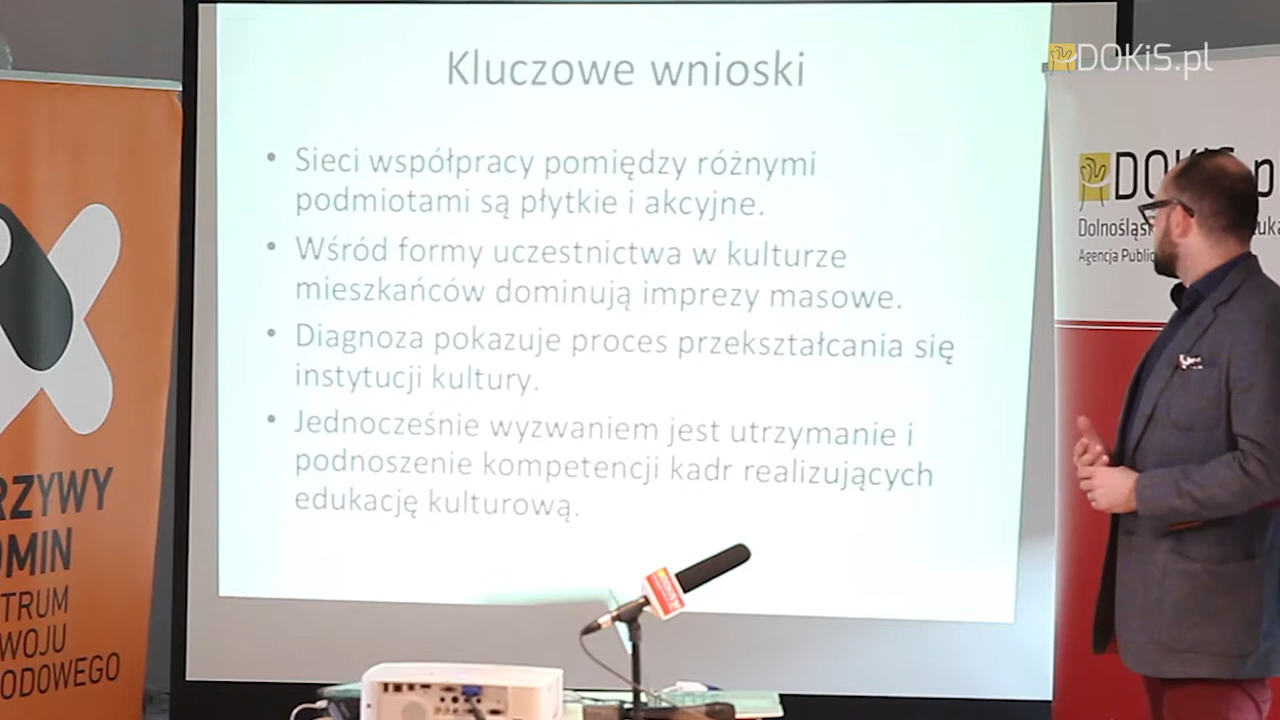 DOKiS.pl
Kluczowe wnioski
• Sieci współpracy pomiędzy różnymi
podmiotami są płytkie i akcyjne.
• Wśród formy uczestnictwa w kulturze
mieszkańców dominują imprezy masowe.
• Diagnoza pokazuje proces przekształcania się
instytucji kultury.
• Jednocześnie wyzwaniem jest utrzymanie i
podnoszenie kompetencji kadr realizujących
edukację kulturową.
RZYWY
OMIN
TRUM
WOJU
ODOWEGO
DOKiS.p
Dolnośląsk
Agencja Public